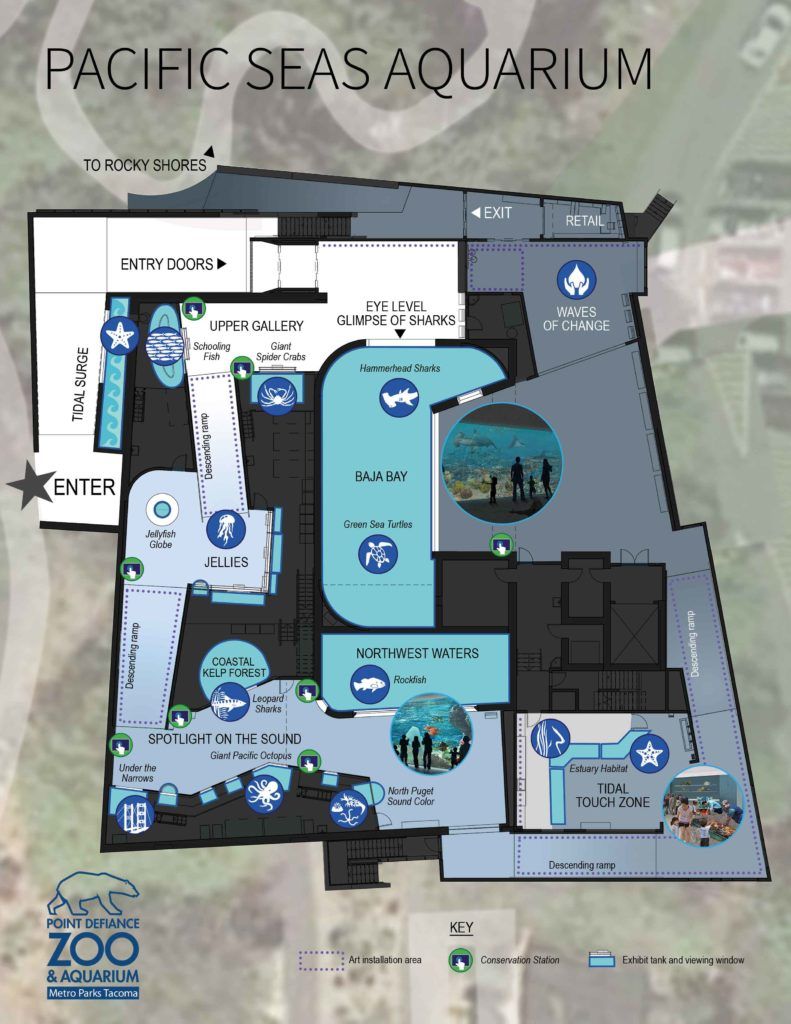 PACIFIC SEAS AQUARIUM
TO ROCKY SHORES
EXIT
RETAIL
ENTRY DOORS
WAVES
OF CHANGE
EYE LEVEL
GLIMPSE OF SHARKS
UPPER GALLERY
Schooling
Fish
Giant
Spider Crabs
TIDAL SURGE
Hammerhead Sharks
Descending ramp
BAJA BAY
ENTER
Green Sea Turtles
Jellyfish
Globe
JELLIES
Descending ramp
Descending ramp
COASTAL
KELP FOREST
Leopard
Sharks
NORTHWEST WATERS
Rockfish
SPOTLIGHT ON THE SOUND
Giant Pacific Octopus
Under the
Narrows
North Puget
Sound Color
Estuary Habitat
TIDAL
TOUCH ZONE
Descending ramp
POINT DEFIANCE
ZOO
& AQUARIUM
Metro Parks Tacoma
KEY
Art installation area
Conservation Station
Exhibit tank and viewing window